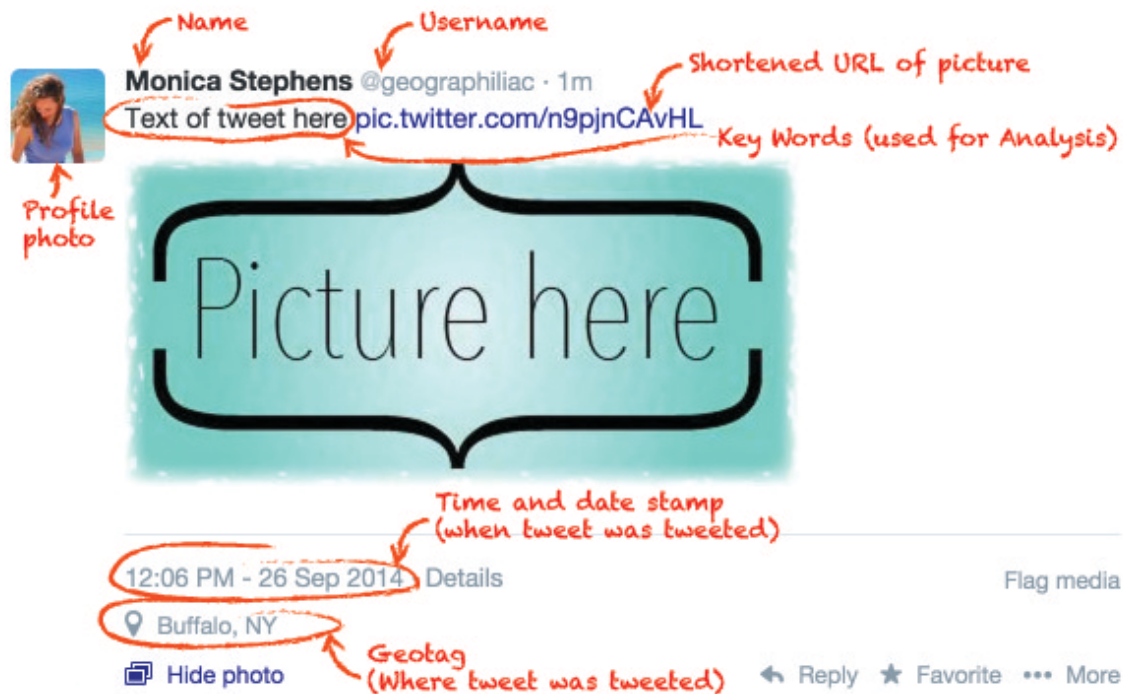 Name
Username
Monica Stephens @geographiliac · 1m
Shortened URL of picture
Text of tweet here pic.twitter.com/n9pjnCAvHL
Key Words (used for Analysis)
Profile
photo
Picture here
Time and date stamp
(when tweet was tweeted)
12:06 PM - 26 Sep 2014 Details
Flag media
Buffalo, NY
Geotag
(Where tweet was tweeted)
Hide photo
Reply Favorite More